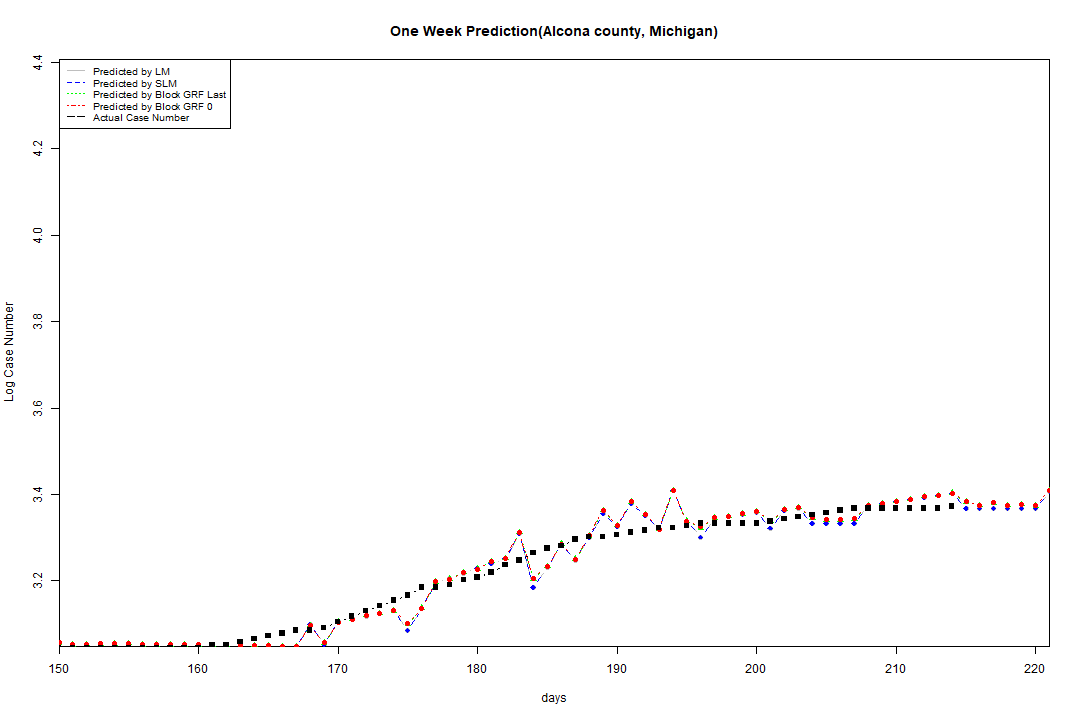 One Week Prediction(Alcona county, Michigan)
4.4
4.2
4.0
3.8
3.6
3.4
3.2
Log Case Number
Predicted by LM
Predicted by SLM
Predicted by Block GRF Last
Predicted by Block GRF 0
Actual Case Number
150 160 170 180 190 200 210 220
days